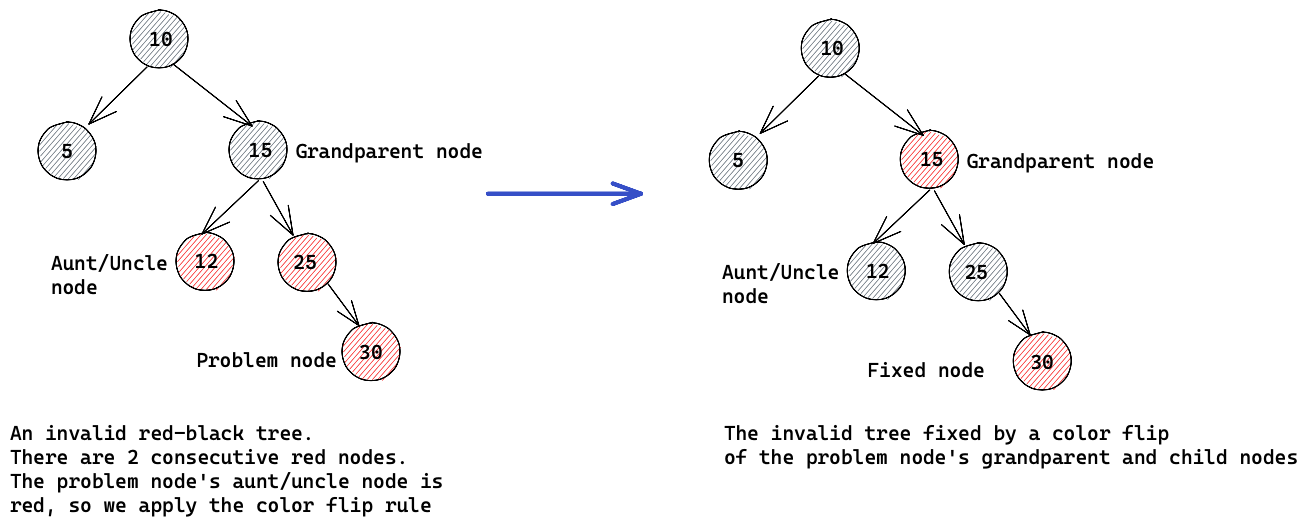 10
5
15
Grandparent node
Aunt/Uncle
node
12
25
Problem node
30
An invalid red-black tree.
There are 2 consecutive red nodes.
The problem node's aunt/uncle node is
red, so we apply the color flip rule
10
5
15
Grandparent node
Aunt/Uncle
node
12
25
Fixed node
30
The invalid tree fixed by a color flip
of the problem node's grandparent and child nodes